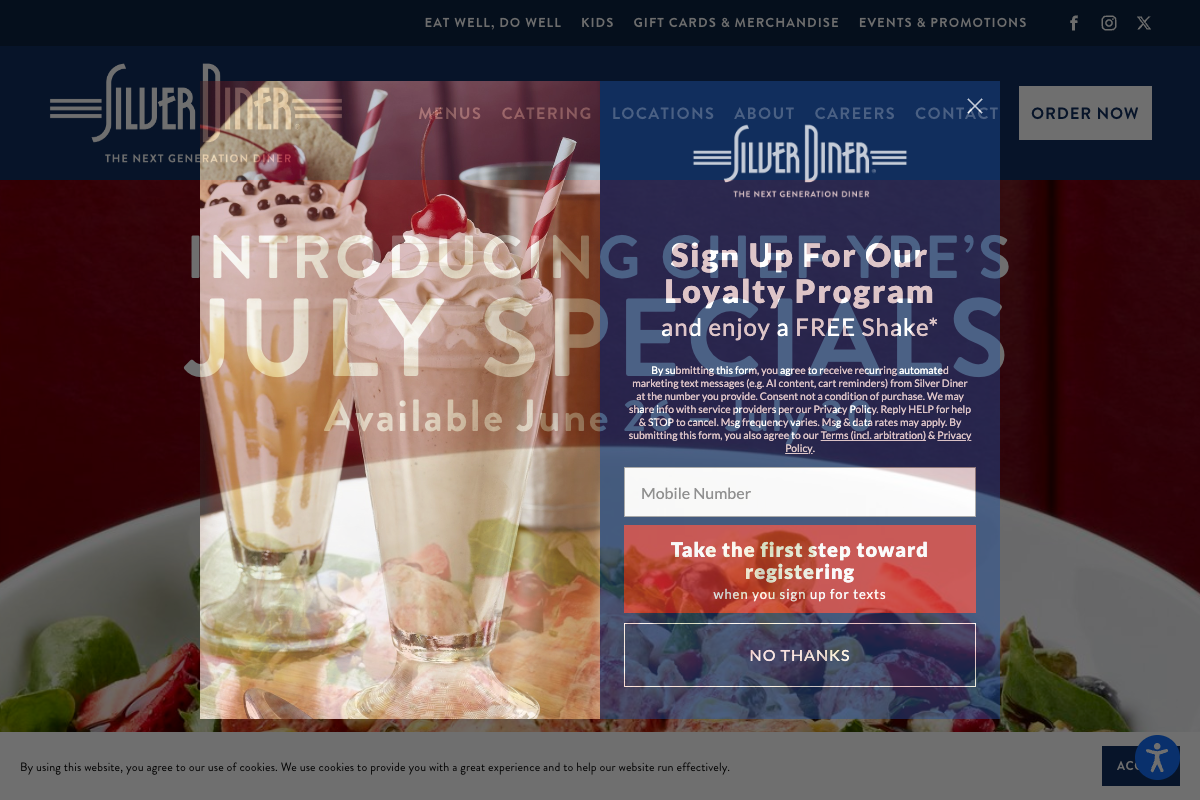 EAT WELL, DO WELL KIDS GIFT CARDS & MERCHANDISE EVENTS & PROMOTIONS
SILVER DINER
THE NEXT GENERATION DINER
MENUS CATERING LOCATIONS ABOUT CAREERS CONTACT
ORDER NOW
INTRODUCING CHEF YPE'S
JULY SPECIALS
Available June 26 – July 30
SILVER DINER
THE NEXT GENERATION DINER
Sign Up For Our
Loyalty Program
and enjoy a FREE Shake*
By submitting this form, you agree to receive recurring automated
marketing text messages (e.g. AI content, cart reminders) from Silver Diner
at the number you provide. Consent not a condition of purchase. We may
share info with service providers per our Privacy Policy. Reply HELP for help
& STOP to cancel. Msg frequency varies. Msg & data rates may apply. By
submitting this form, you also agree to our Terms (incl. arbitration) & Privacy
Policy.
Mobile Number
Take the first step toward
registering
when you sign up for texts
NO THANKS
By using this website, you agree to our use of cookies. We use cookies to provide you with a great experience and to help our website run effectively.